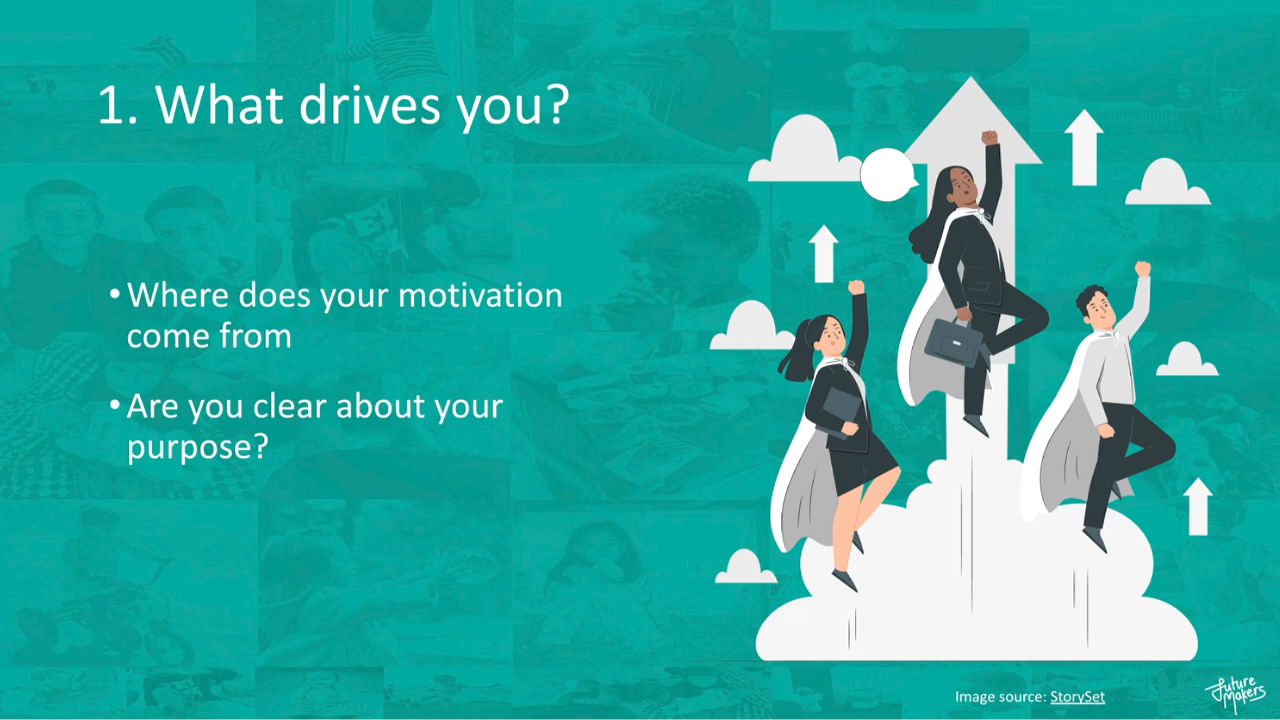 1. What drives you?
• Where does your motivation
come from
• Are you clear about your
purpose?
Image source: StorySet
Future
Makers